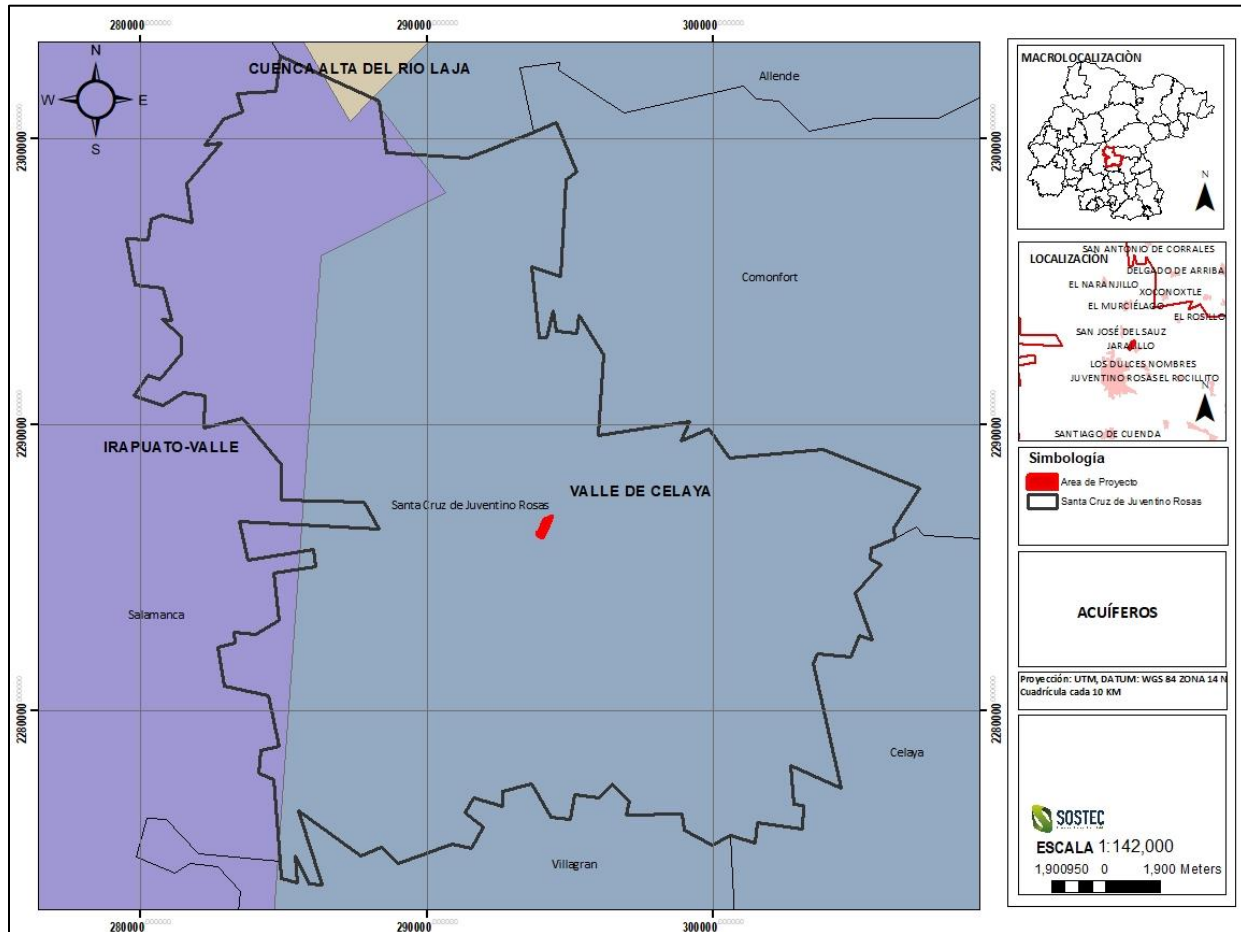 280000
290000
300000
N
W
E
S
CUENCA ALTA DEL RIO LAJA
Allende
2300000
2300000
Comonfort
2290000
2290000
IRAPUATO-VALLE
VALLE DE CELAYA
Santa Cruz de Juventino Rosas
Salamanca
2280000
2280000
Celaya
Villagran
280000
290000
300000
MACROLOCALIZACIÒN
N
LOCALIZACIÒN
SAN ANTONIO DE CORRALES
DELGADO DE ARRIBA
EL NARANJILLO
XOCONOXTLE
EL MURCIÉLAGO
EL ROSILLO
SAN JOSÉ DEL SAUZ
JARALILLO
LOS DULCES NOMBRES
JUVENTINO ROSAS
EL ROCILLITO
N
SANTIAGO DE CUENDA
Simbología
Area de Proyecto
Santa Cruz de Juventino Rosas
ACUÍFEROS
Proyección: UTM, DATUM: WGS 84 ZONA 14 N
Cuadrícula cada 10 KM
SOSTEC
ESCALA 1:142,000
1,900950 0 1,900 Meters